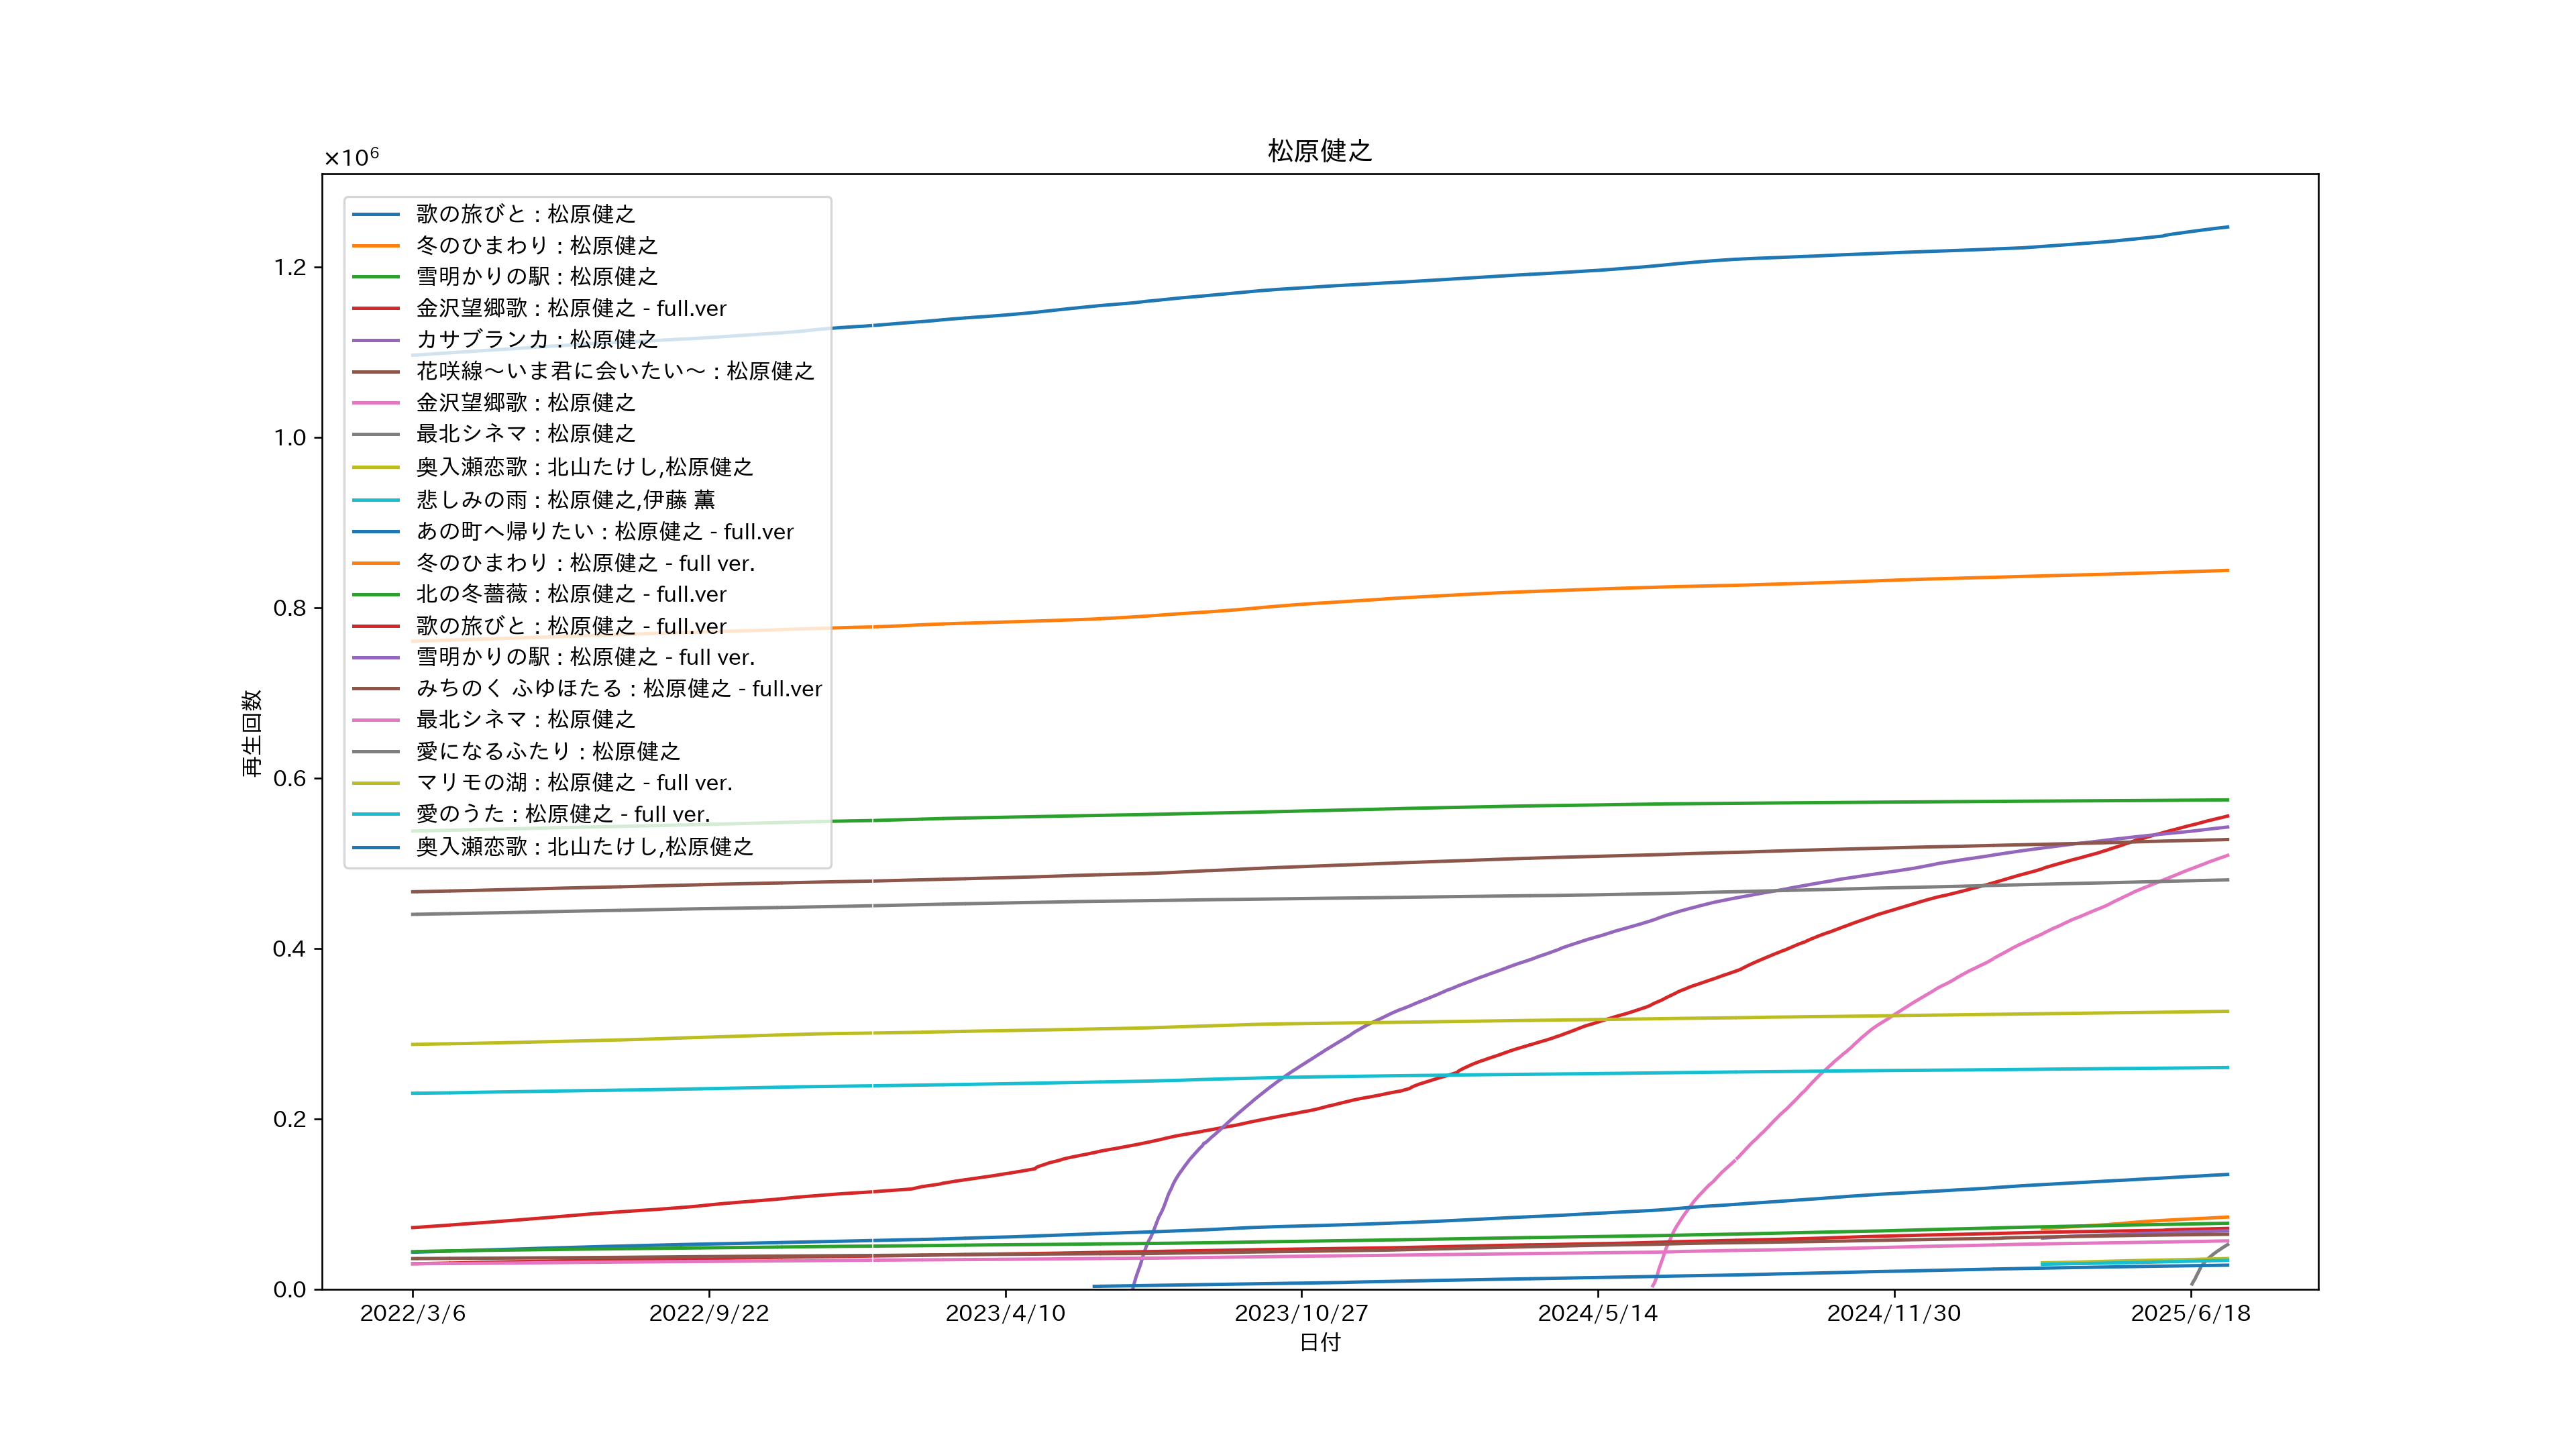 松原健之
×10⁶
歌の旅びと : 松原健之
冬のひまわり : 松原健之
雪明かりの駅 : 松原健之
金沢望郷歌 : 松原健之 - full.ver
カサブランカ : 松原健之
花咲線～いま君に会いたい～ : 松原健之
金沢望郷歌 : 松原健之
最北シネマ : 松原健之
奥入瀬恋歌 : 北山たけし,松原健之
悲しみの雨 : 松原健之,伊藤 薫
あの町へ帰りたい : 松原健之 - full.ver
冬のひまわり : 松原健之 - full ver.
北の冬薔薇 : 松原健之 - full.ver
歌の旅びと : 松原健之 - full.ver
雪明かりの駅 : 松原健之 - full ver.
みちのく ふゆほたる : 松原健之 - full.ver
最北シネマ : 松原健之
愛になるふたり : 松原健之
マリモの湖 : 松原健之 - full ver.
愛のうた : 松原健之 - full ver.
奥入瀬恋歌 : 北山たけし,松原健之
1.2
1.0
0.8
0.6
0.4
0.2
0.0
再生回数
2022/3/6
2022/9/22
2023/4/10
2023/10/27
2024/5/14
2024/11/30
2025/6/18
日付